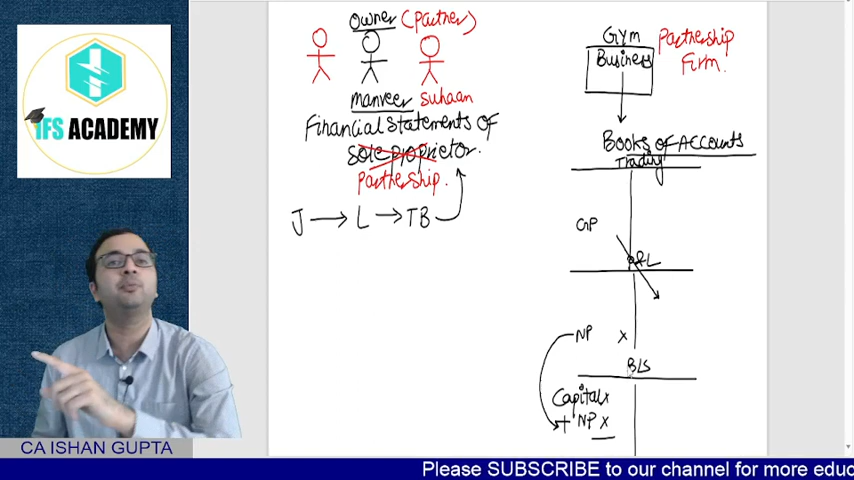 Owner (Partner)
manveer suhaan
Financial Statements of
Sole proprietor.
Partnership.
J → L → TB
Gym
Business
Partnership
Firm.
Books of Accounts
Trading
GP
P&L
NP x
B/S
Capital x
+ NP x
IFS ACADEMY
CA ISHAN GUPTA
Please SUBSCRIBE to our channel for more educ